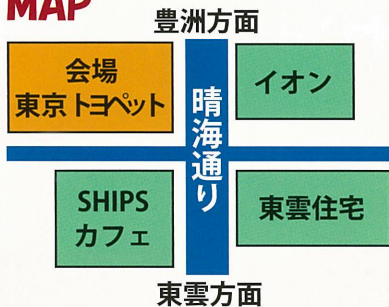 MAP
豊洲方面
会場
東京トヨペット
イオン
晴海通り
SHIPS
カフェ
東雲住宅
東雲方面